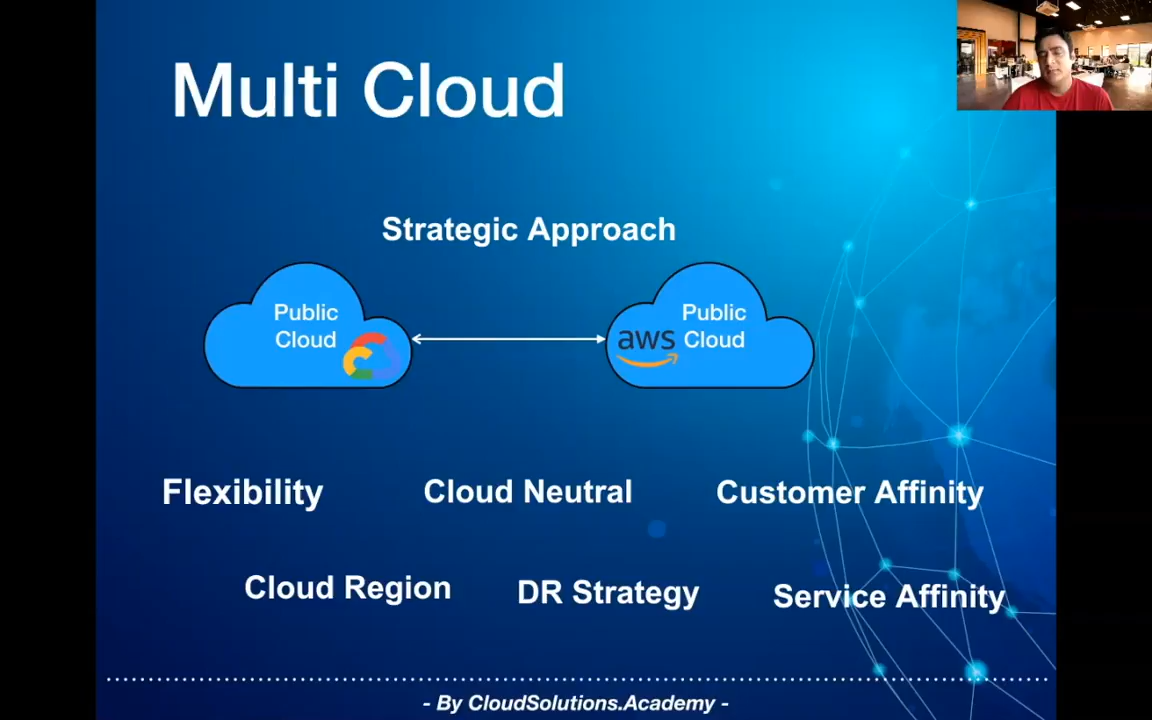 Multi Cloud
Strategic Approach
Public
Cloud
aws
Public
Cloud
Flexibility
Cloud Neutral
Customer Affinity
Cloud Region
DR Strategy
Service Affinity
- By CloudSolutions.Academy -